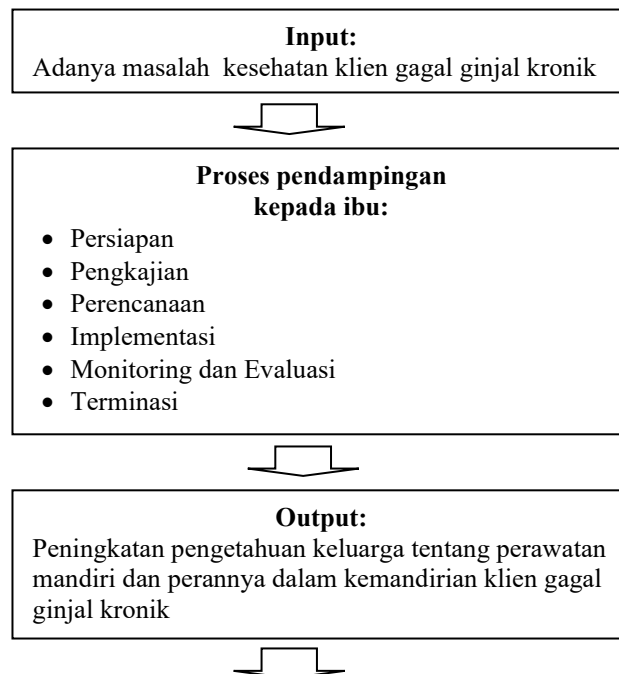 Input:
Adanya masalah kesehatan klien gagal ginjal kronik
Proses pendampingan
kepada ibu:
• Persiapan
• Pengkajian
• Perencanaan
• Implementasi
• Monitoring dan Evaluasi
• Terminasi
Output:
Peningkatan pengetahuan keluarga tentang perawatan
mandiri dan perannya dalam kemandirian klien gagal
ginjal kronik